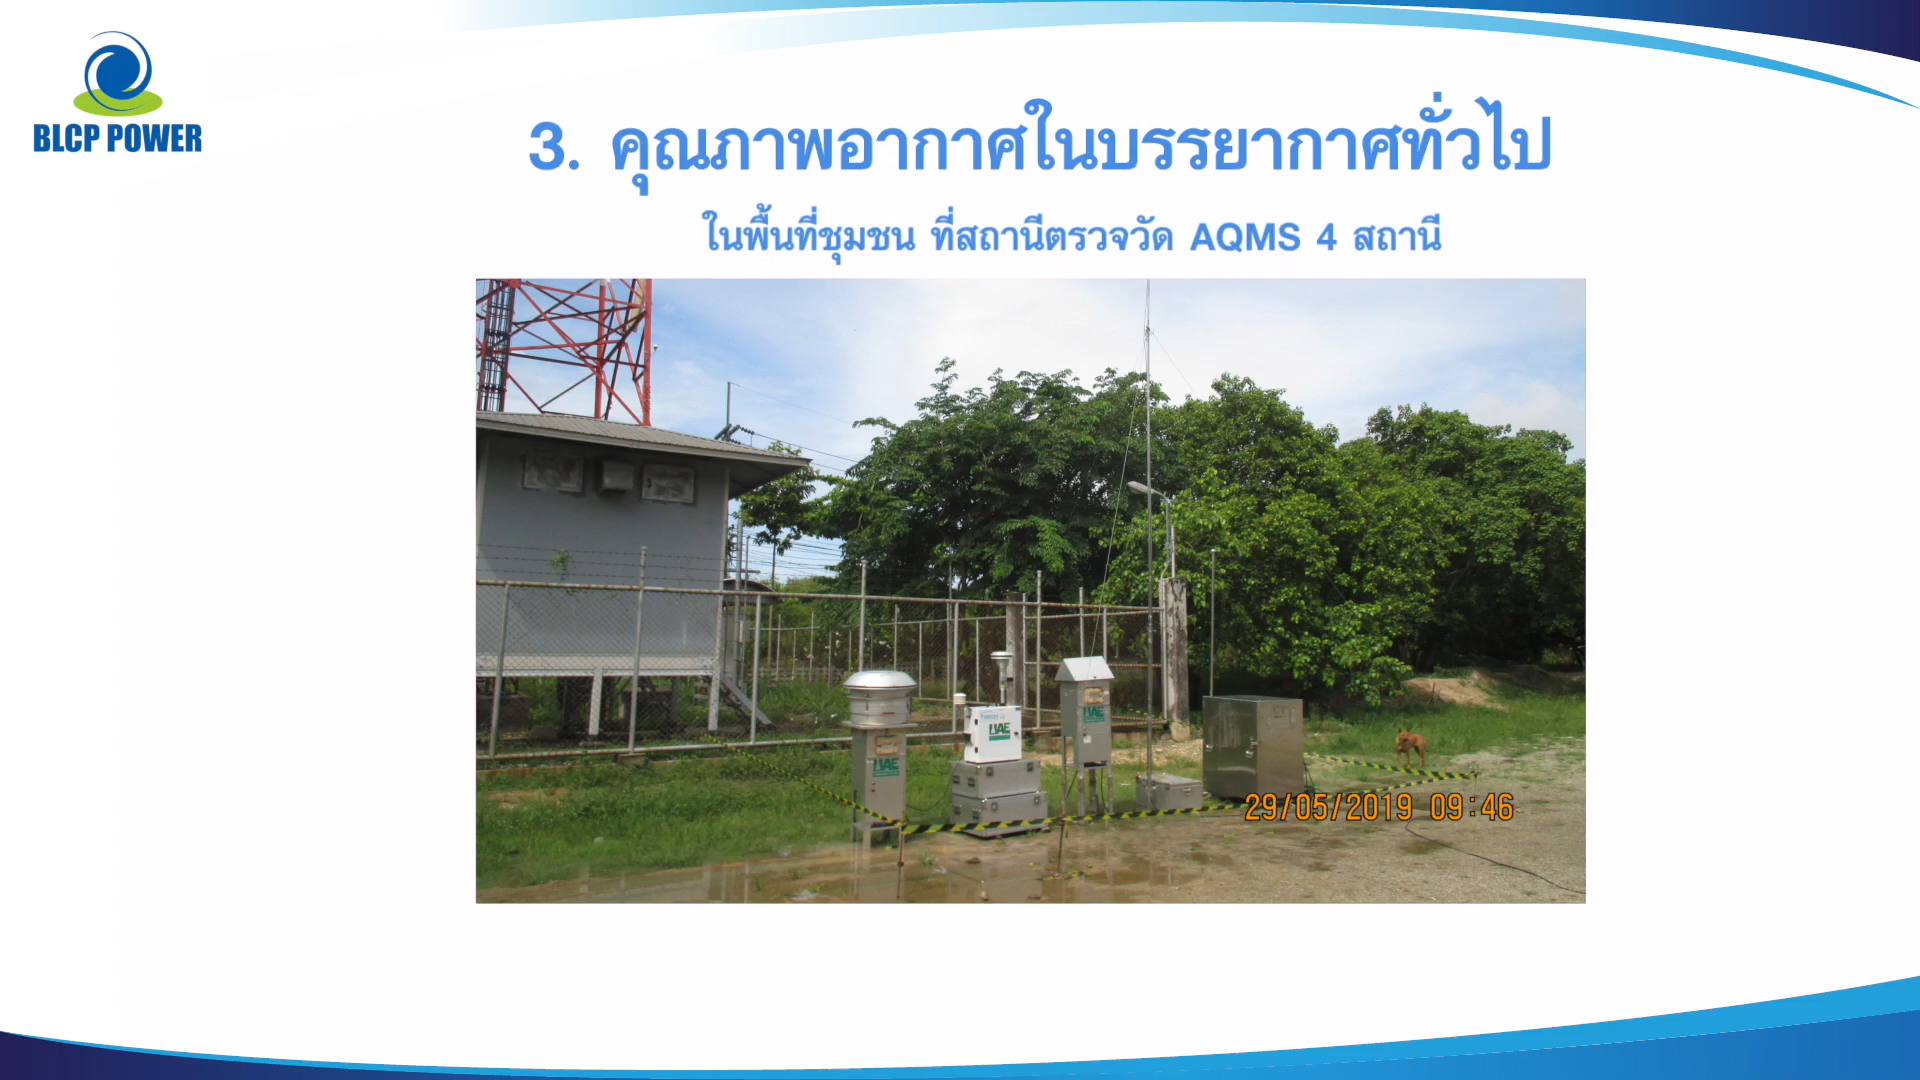 BLCP POWER
3. คุณภาพอากาศในบรรยากาศทั่วไป
ในพื้นที่ชุมชน ที่สถานีตรวจวัด AQMS 4 สถานี
UAE
UAE
UAE
29/05/2019 09:46